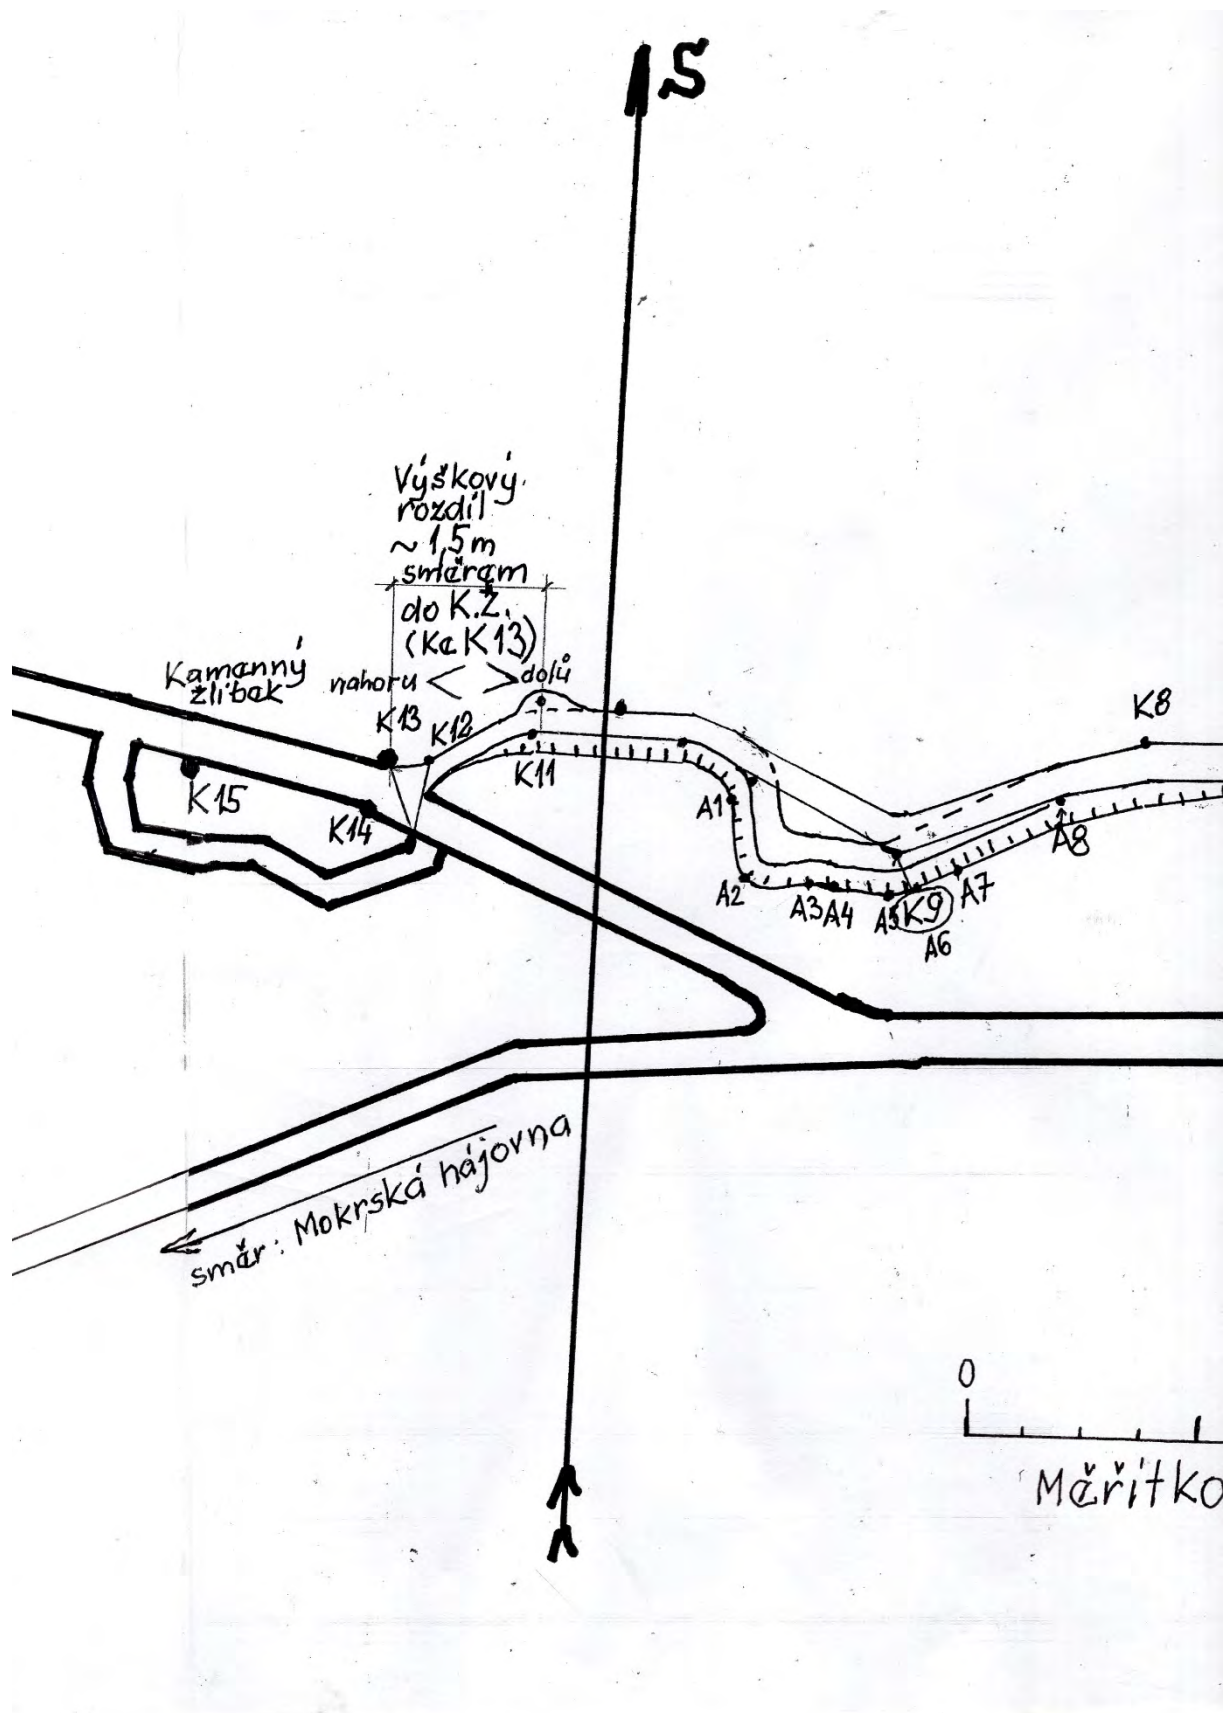 S
Výškový
rozdíl
~ 1,5 m
směrem
do K.Ž.
(Ke K13)
nahoru < > dolů
Kamenný
žlíbek
K13
K12
K8
K15
K11
K14
A1
A8
A2
A3
A4
A5
K9
A7
A6
směr: Mokrská hájovna
0
Měřítko